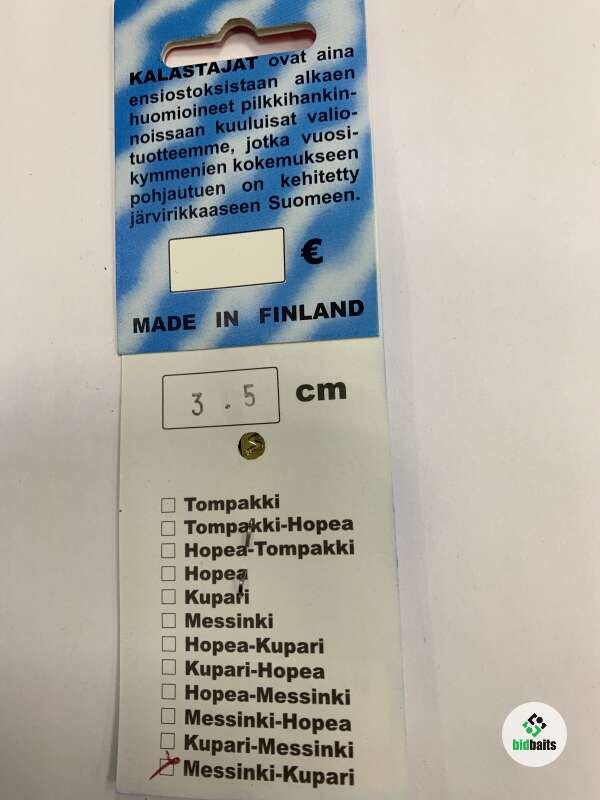 KALASTAJAT ovat aina
ensiostoksistaan alkaen
huomioineet pilkkihankin-
noissaan kuuluisat valio-
tuotteemme, jotka vuosi-
kymmenien kokemukseen
pohjautuen on kehitetty
järvirikkaaseen Suomeen.
€
MADE IN FINLAND
3.5 cm
Tompakki
Tompakki-Hopea
Hopea-Tompakki
Hopea
Kupari
Messinki
Hopea-Kupari
Kupari-Hopea
Hopea-Messinki
Messinki-Hopea
Kupari-Messinki
Messinki-Kupari
bidbaits